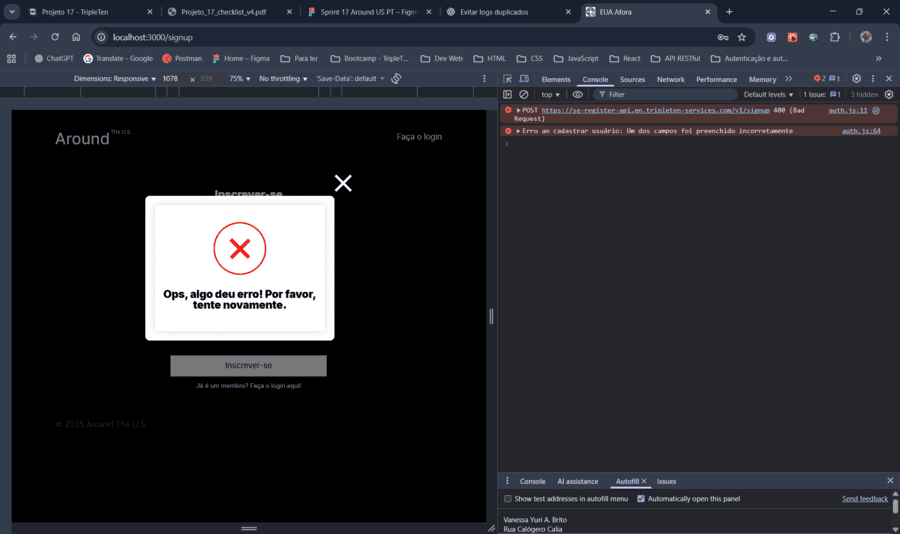 Projeto 17 - TripleTen
Projeto_17_checklist_v4.pdf
Sprint 17 Around US PT – Figma
Evitar logs duplicados
EUA Afora
localhost:3000/signup
ChatGPT
Translate - Google
Postman
Home – Figma
Para ler
Bootcamp - TripleT...
Dev Web
HTML
CSS
JavaScript
React
API RESTful
Autenticação e aut...
Dimensions: Responsive
1078
×
939
75%
No throttling
'Save-Data': default
Elements
Console
Sources
Network
Performance
Memory
2
1
top
Filter
Default levels
1 Issue:
1
3 hidden
POST https://se-register-api.en.tripleten-services.com/v1/signup 400 (Bad Request)
auth.js:11
Erro ao cadastrar usuário: Um dos campos foi preenchido incorretamente
auth.js:64
Around The U.S.
Faça o login
Inscrever-se
Ops, algo deu erro! Por favor,
tente novamente.
Inscrever-se
Já é um membro? Faça o login aqui!
© 2025 Around The U.S.
Console
AI assistance
Autofill
Issues
Show test addresses in autofill menu
Automatically open this panel
Send feedback
Vanessa Yuri A. Brito
Rua Calógero Calia